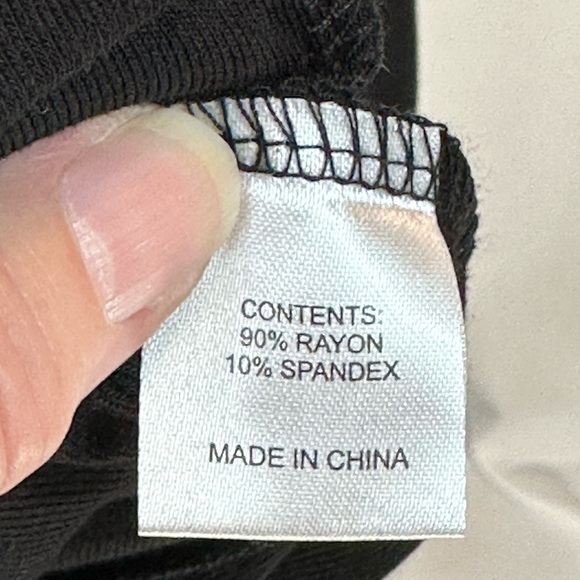 CONTENTS:
90% RAYON
10% SPANDEX
MADE IN CHINA